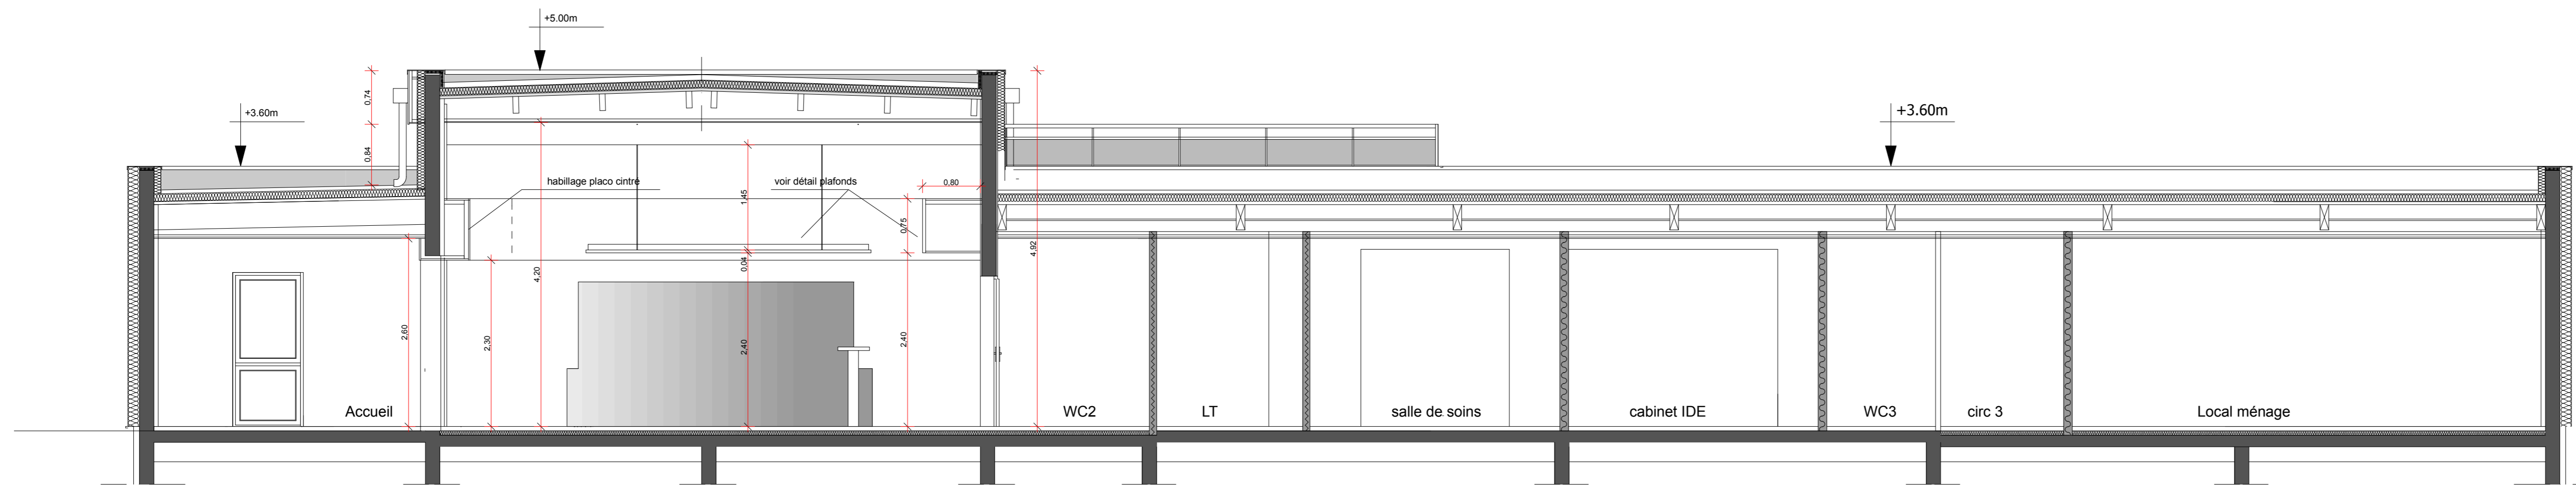 +5.00m
+3.60m
+3.60m
0,74
0,84
habillage placo cintré
voir détail plafonds
0,80
1,45
0,75
4,20
0,04
4,92
2,60
2,30
2,40
2,40
Accueil
WC2
LT
salle de soins
cabinet IDE
WC3
circ 3
Local ménage